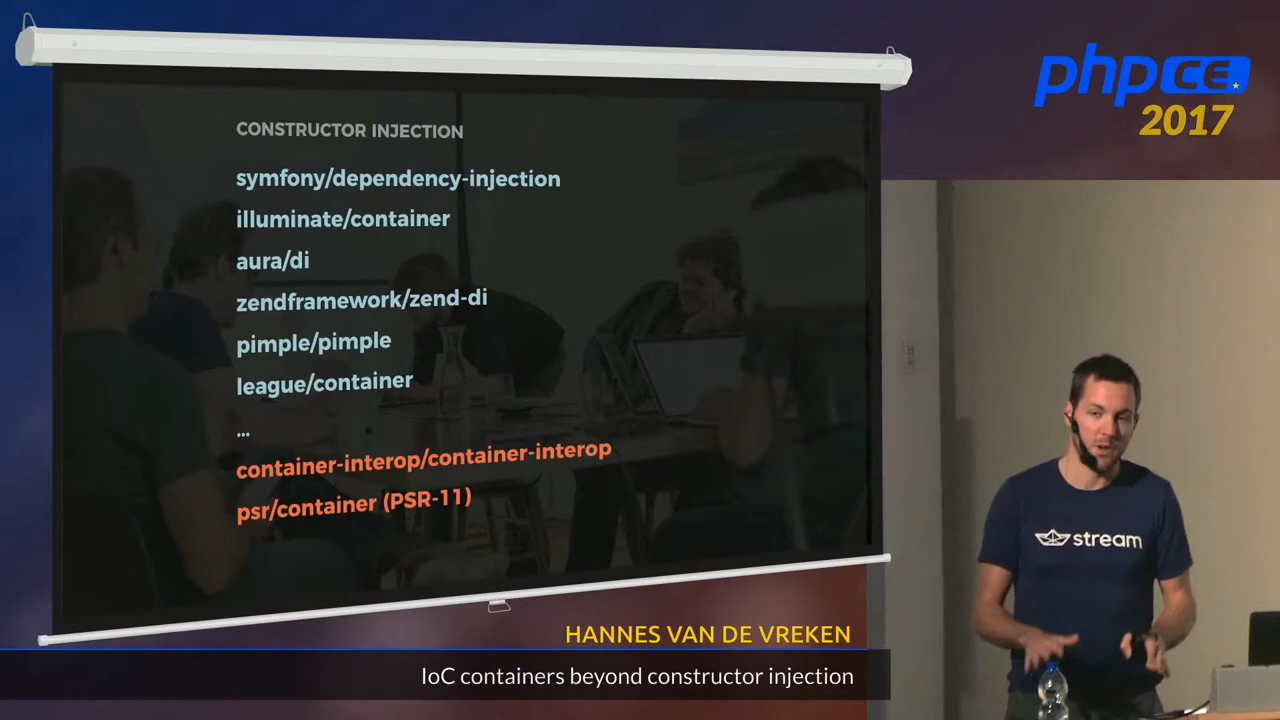 CONSTRUCTOR INJECTION
symfony/dependency-injection
illuminate/container
aura/di
zendframework/zend-di
pimple/pimple
league/container
...
container-interop/container-interop
psr/container (PSR-11)
phpCE
2017
stream
HANNES VAN DE VREKEN
IoC containers beyond constructor injection